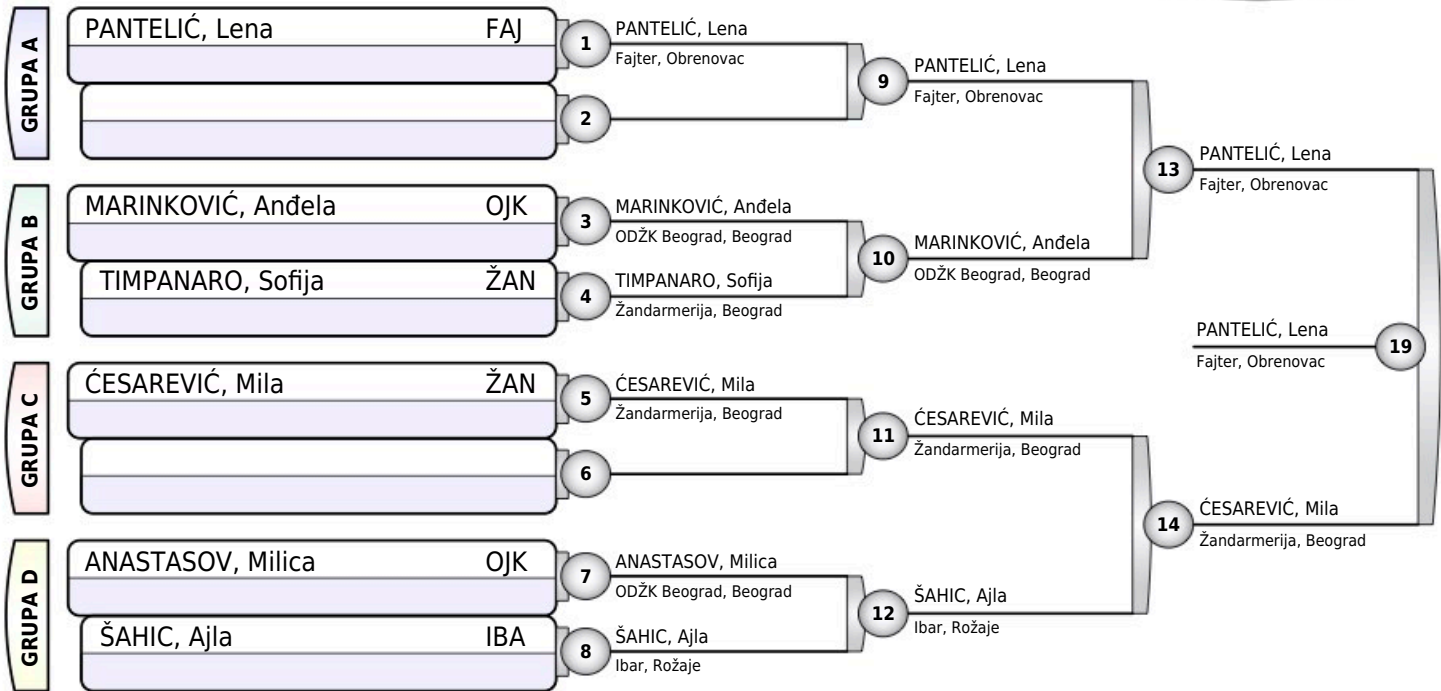 GRUPA A
PANTELIĆ, Lena FAJ
1
PANTELIĆ, Lena
Fajter, Obrenovac
2
9
PANTELIĆ, Lena
Fajter, Obrenovac
GRUPA B
MARINKOVIĆ, Anđela OJK
3
MARINKOVIĆ, Anđela
ODŽK Beograd, Beograd
TIMPANARO, Sofija ŽAN
4
TIMPANARO, Sofija
Žandarmerija, Beograd
10
MARINKOVIĆ, Anđela
ODŽK Beograd, Beograd
13
PANTELIĆ, Lena
Fajter, Obrenovac
GRUPA C
ĆESAREVIĆ, Mila ŽAN
5
ĆESAREVIĆ, Mila
Žandarmerija, Beograd
6
11
ĆESAREVIĆ, Mila
Žandarmerija, Beograd
GRUPA D
ANASTASOV, Milica OJK
7
ANASTASOV, Milica
ODŽK Beograd, Beograd
ŠAHIC, Ajla IBA
8
ŠAHIC, Ajla
Ibar, Rožaje
12
ŠAHIC, Ajla
Ibar, Rožaje
14
ĆESAREVIĆ, Mila
Žandarmerija, Beograd
PANTELIĆ, Lena
Fajter, Obrenovac
19